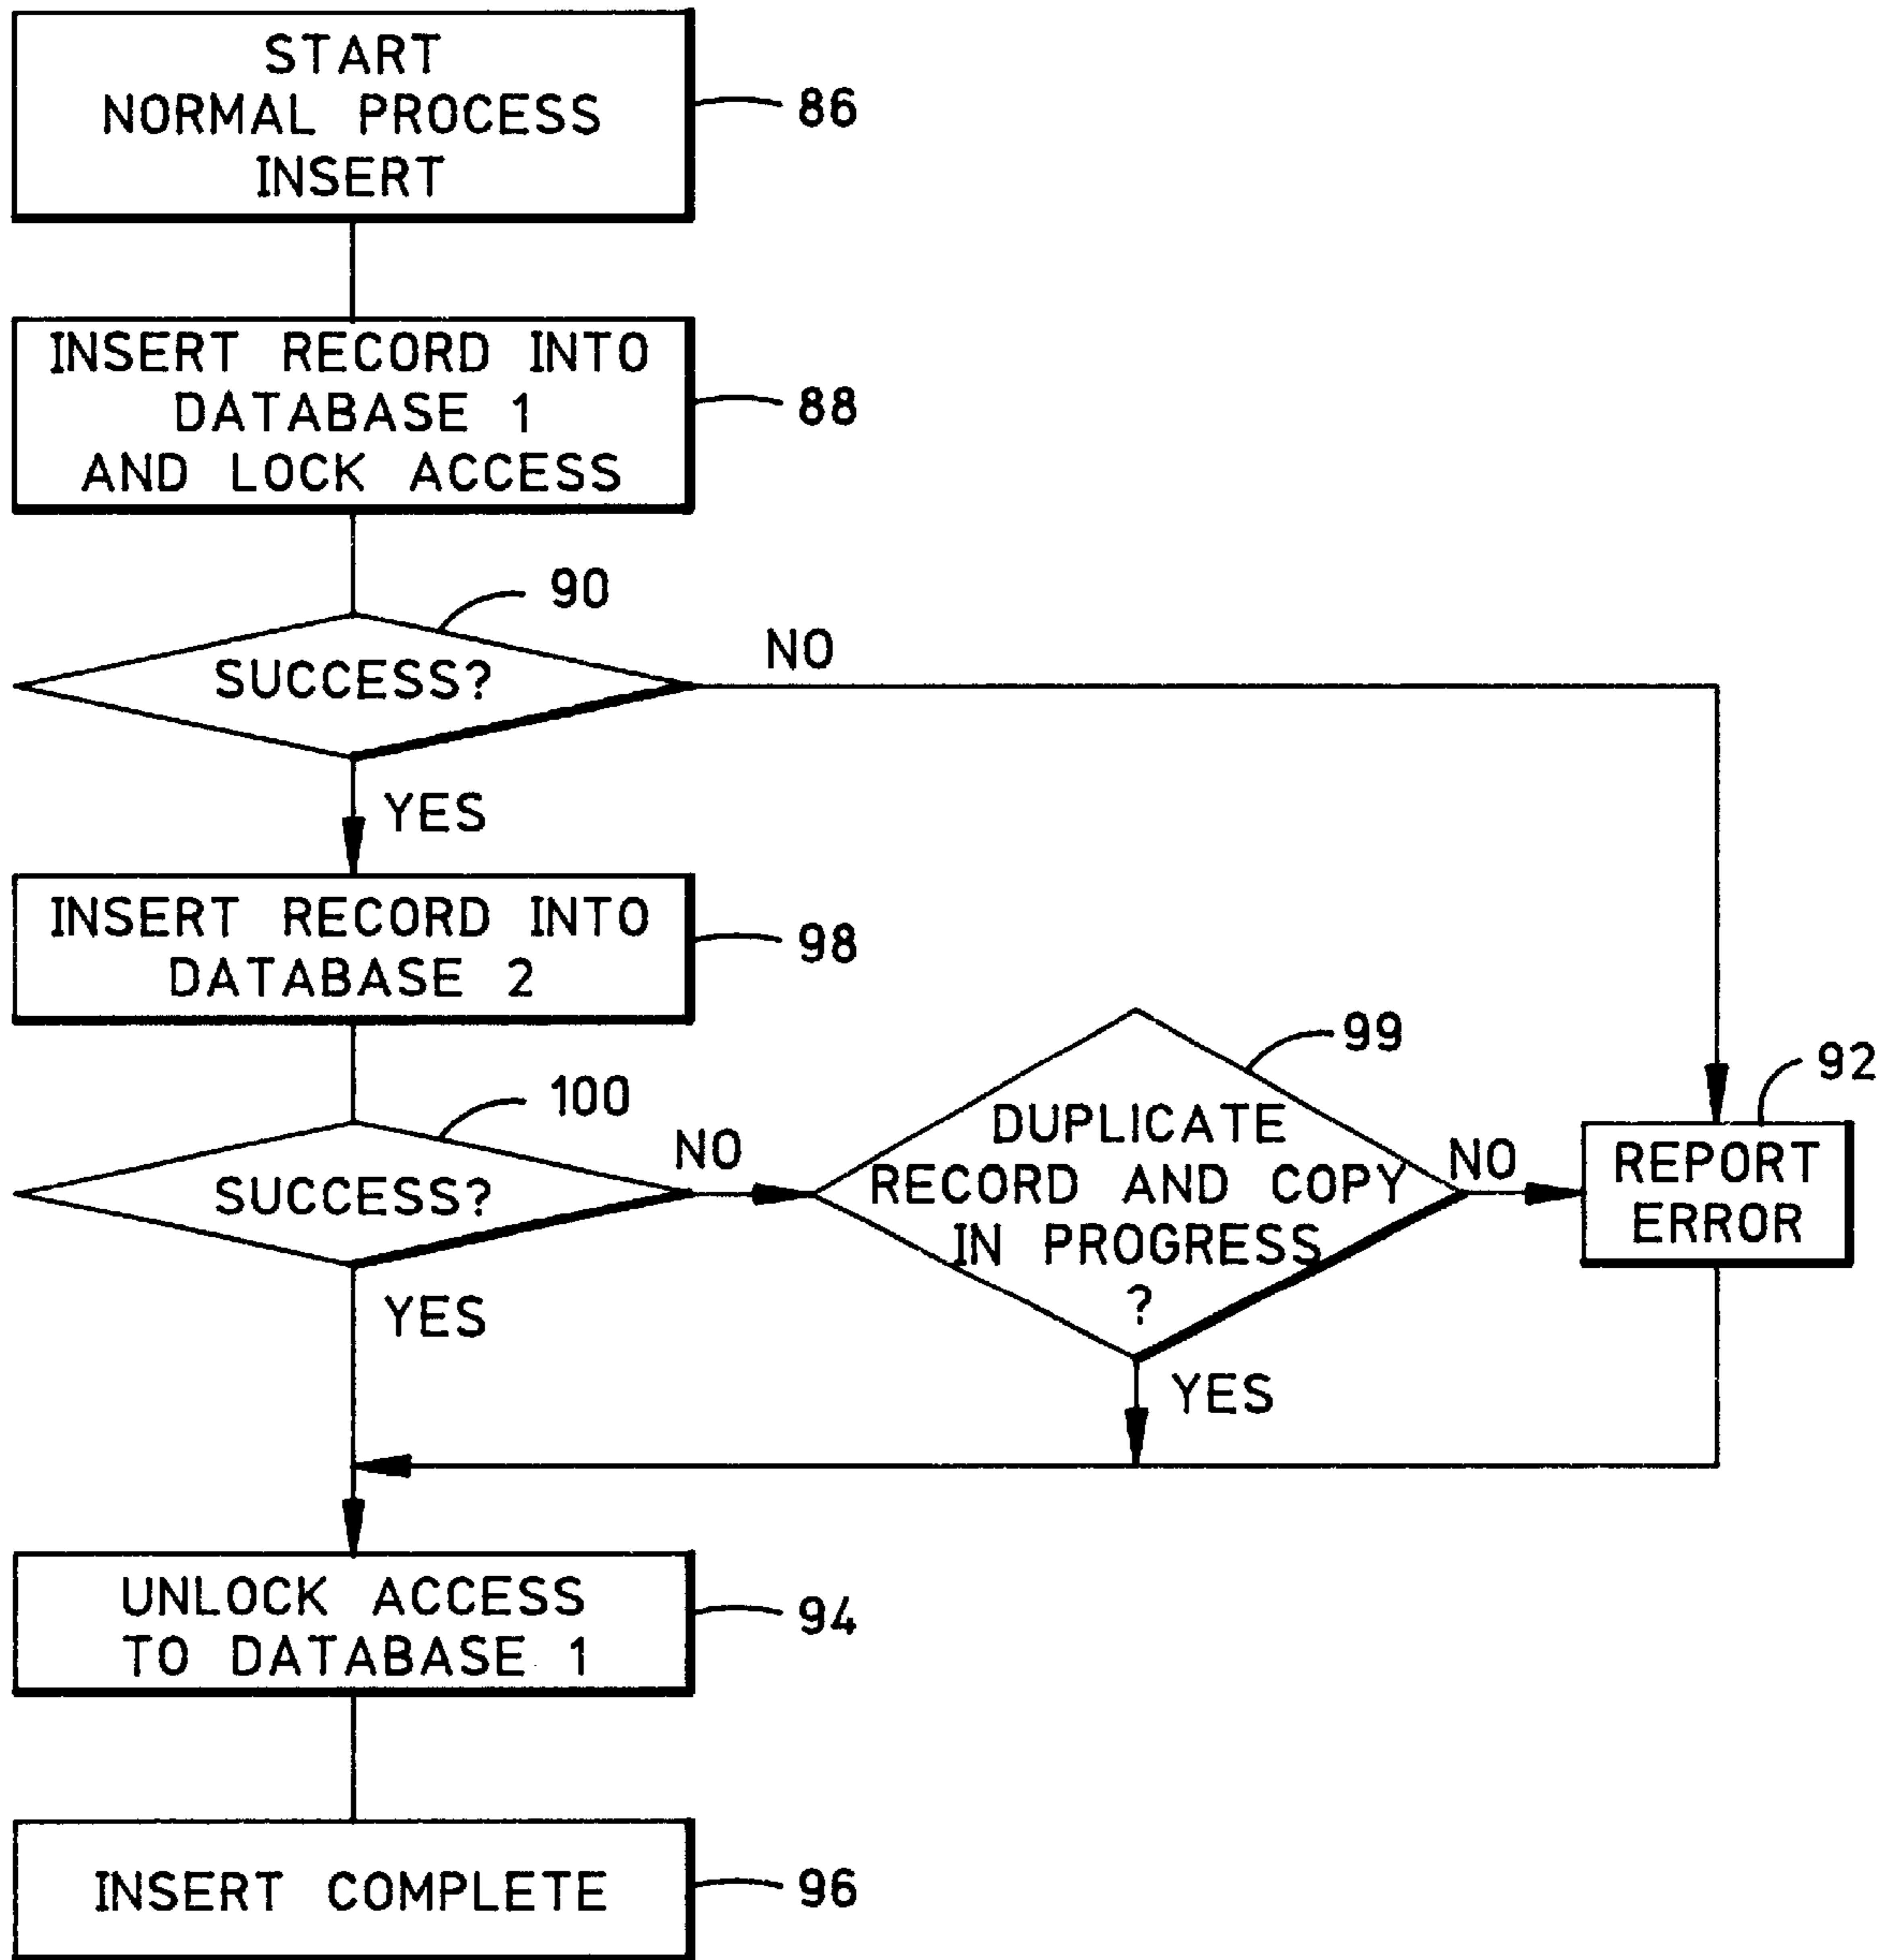 START
NORMAL PROCESS
INSERT
86
INSERT RECORD INTO
DATABASE 1
AND LOCK ACCESS
88
90
SUCCESS?
NO
YES
INSERT RECORD INTO
DATABASE 2
98
100
SUCCESS?
NO
YES
99
DUPLICATE
RECORD AND COPY
IN PROGRESS
?
NO
YES
92
REPORT
ERROR
UNLOCK ACCESS
TO DATABASE 1
94
INSERT COMPLETE
96